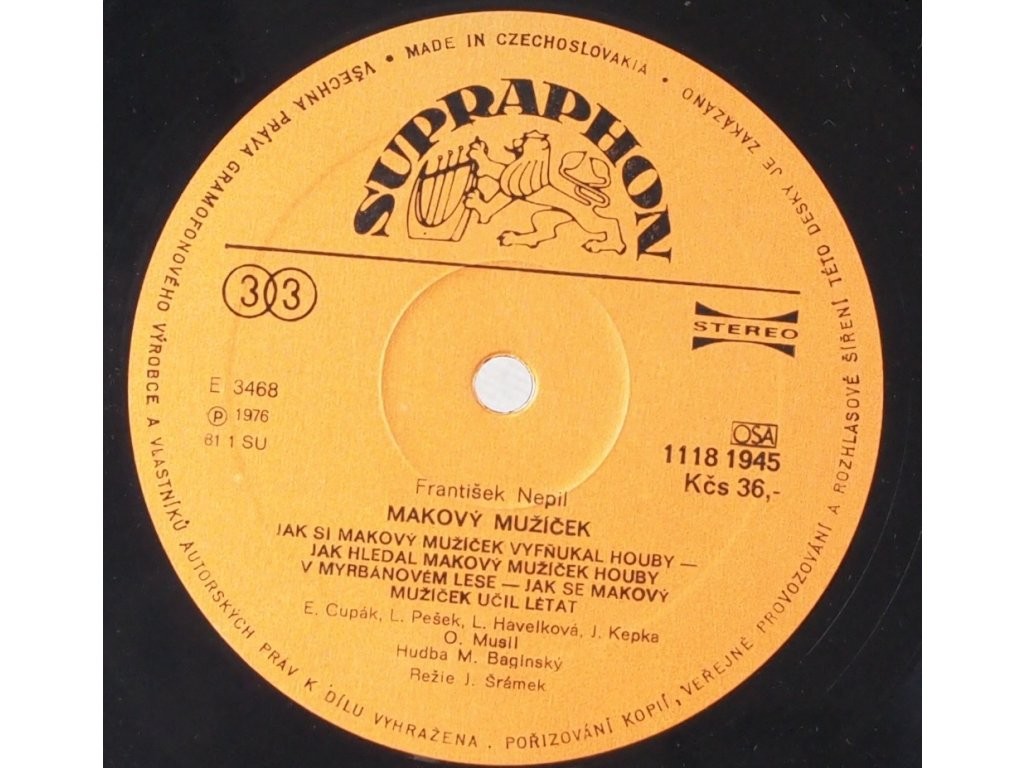 VŠECHNA PRÁVA GRAMOFONOVÉHO VÝROBCE A VLASTNÍKŮ AUTORSKÝCH PRÁV K DÍLU VYHRAŽENA . POŘIZOVÁNÍ KOPIÍ, VEŘEJNÉ PROVOZOVÁNÍ A ROZHLASOVÉ ŠÍŘENÍ TÉTO DESKY JE ZAKÁZÁNO • MADE IN CZECHOSLOVAKIA •
SUPRAPHON
33
STEREO
E 3468
Ⓟ 1976
81 1 SU
OSA
1118 1945
Kčs 36,-
František Nepil
MAKOVÝ MUŽÍČEK
JAK SI MAKOVÝ MUŽÍČEK VYFŇUKAL HOUBY —
JAK HLEDAL MAKOVÝ MUŽÍČEK HOUBY
V MYRBÁNOVÉM LESE — JAK SE MAKOVÝ
MUŽÍČEK UČIL LÉTAT
E. Cupák, L. Pešek, L. Havelková, J. Kepka
O. Musil
Hudba M. Baginský
Režie J. Šrámek